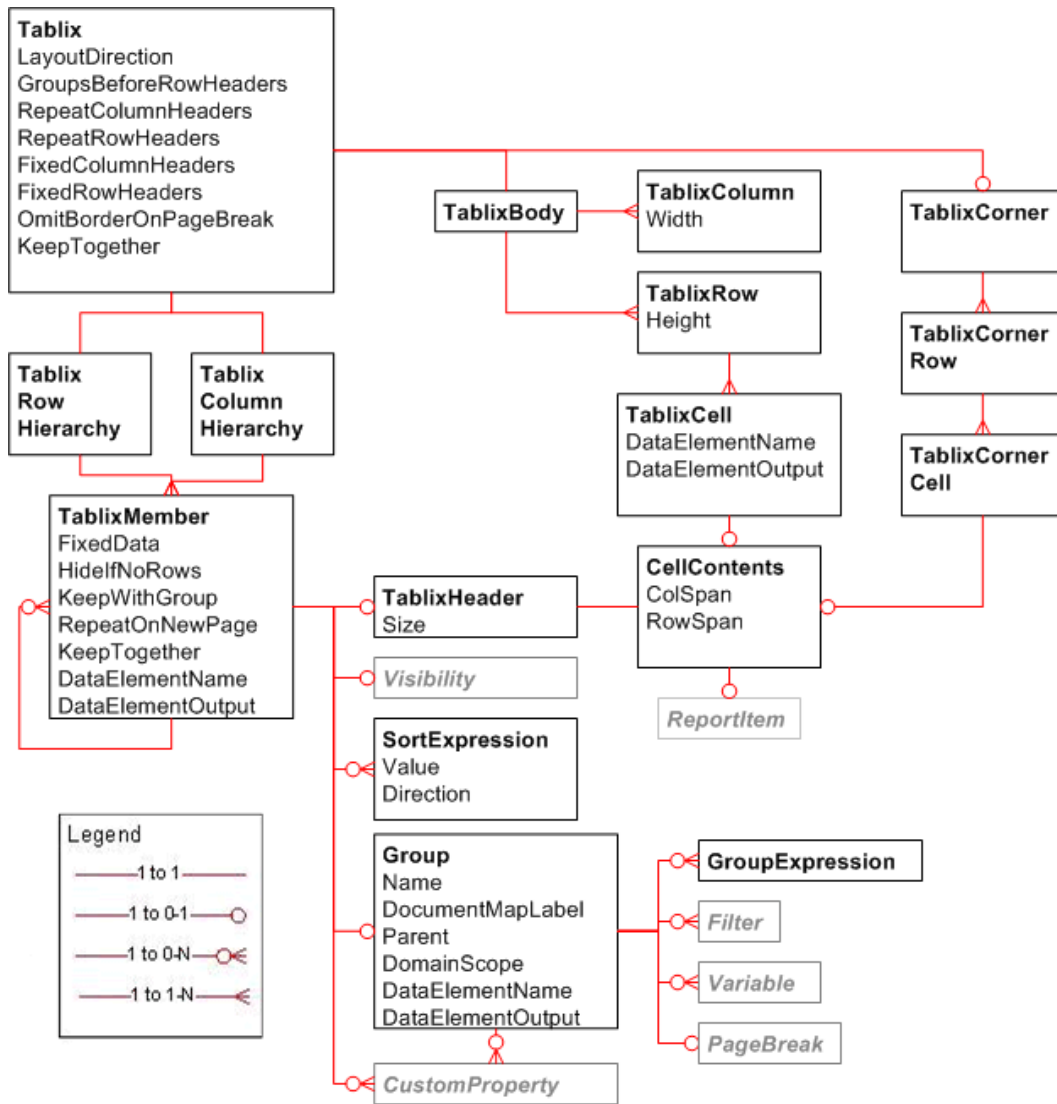 Tablix
LayoutDirection
GroupsBeforeRowHeaders
RepeatColumnHeaders
RepeatRowHeaders
FixedColumnHeaders
FixedRowHeaders
OmitBorderOnPageBreak
KeepTogether
TablixBody
TablixColumn
Width
TablixCorner
TablixRow
Height
TablixCorner
Row
Tablix
Row
Hierarchy
Tablix
Column
Hierarchy
TablixCell
DataElementName
DataElementOutput
TablixCorner
Cell
TablixMember
FixedData
HideIfNoRows
KeepWithGroup
RepeatOnNewPage
KeepTogether
DataElementName
DataElementOutput
TablixHeader
Size
CellContents
ColSpan
RowSpan
Visibility
ReportItem
SortExpression
Value
Direction
Legend
1 to 1
1 to 0-1
1 to 0-N
1 to 1-N
Group
Name
DocumentMapLabel
Parent
DomainScope
DataElementName
DataElementOutput
GroupExpression
Filter
Variable
PageBreak
CustomProperty